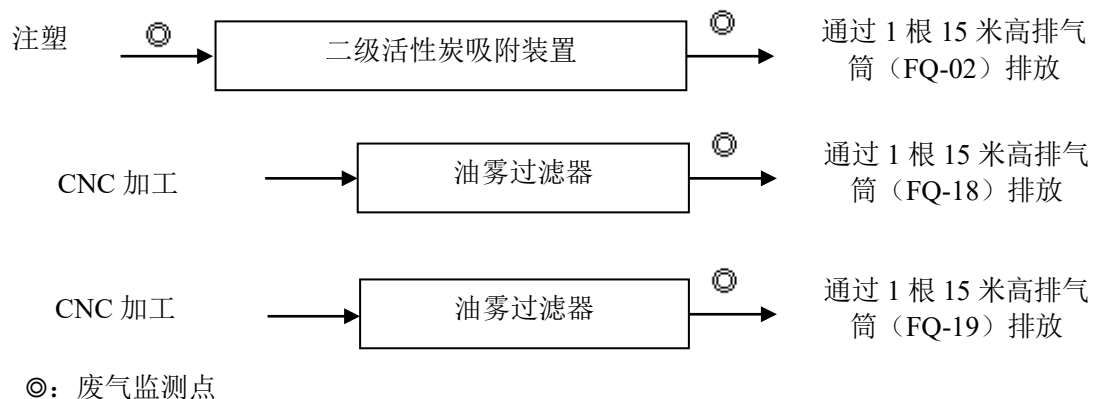 注塑 ◎ 二级活性炭吸附装置 ◎ 通过 1 根 15 米高排气
筒（FQ-02）排放
CNC 加工 油雾过滤器 ◎ 通过 1 根 15 米高排气
筒（FQ-18）排放
CNC 加工 油雾过滤器 ◎ 通过 1 根 15 米高排气
筒（FQ-19）排放
◎：废气监测点